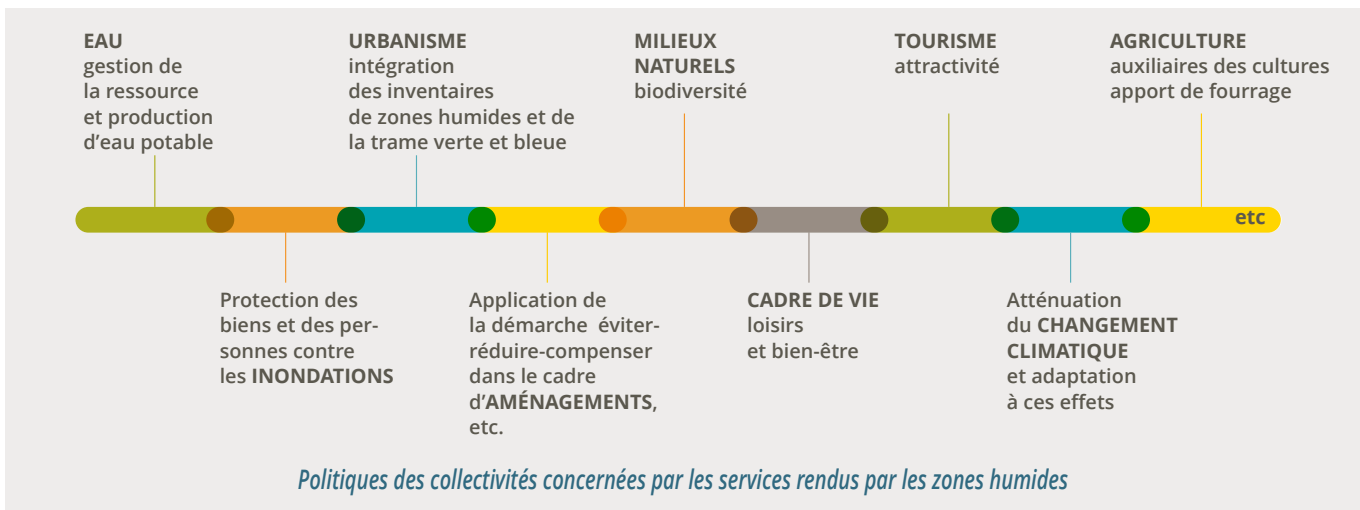 EAU
gestion de
la ressource
et production
d'eau potable
URBANISME
intégration
des inventaires
de zones humides et de
la trame verte et bleue
MILIEUX
NATURELS
biodiversité
TOURISME
attractivité
AGRICULTURE
auxiliaires des cultures
apport de fourrage
etc
Protection des
biens et des per-
sonnes contre
les INONDATIONS
Application de
la démarche éviter-
réduire-compenser
dans le cadre
d'AMÉNAGEMENTS,
etc.
CADRE DE VIE
loisirs
et bien-être
Atténuation
du CHANGEMENT
CLIMATIQUE
et adaptation
à ces effets
Politiques des collectivités concernées par les services rendus par les zones humides